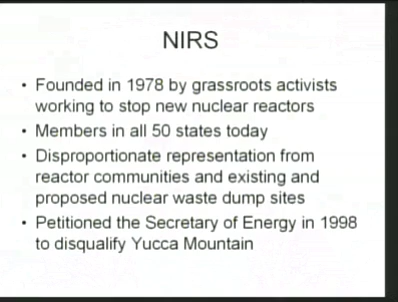 NIRS
• Founded in 1978 by grassroots activists
working to stop new nuclear reactors
• Members in all 50 states today
• Disproportionate representation from
reactor communities and existing and
proposed nuclear waste dump sites
• Petitioned the Secretary of Energy in 1998
to disqualify Yucca Mountain